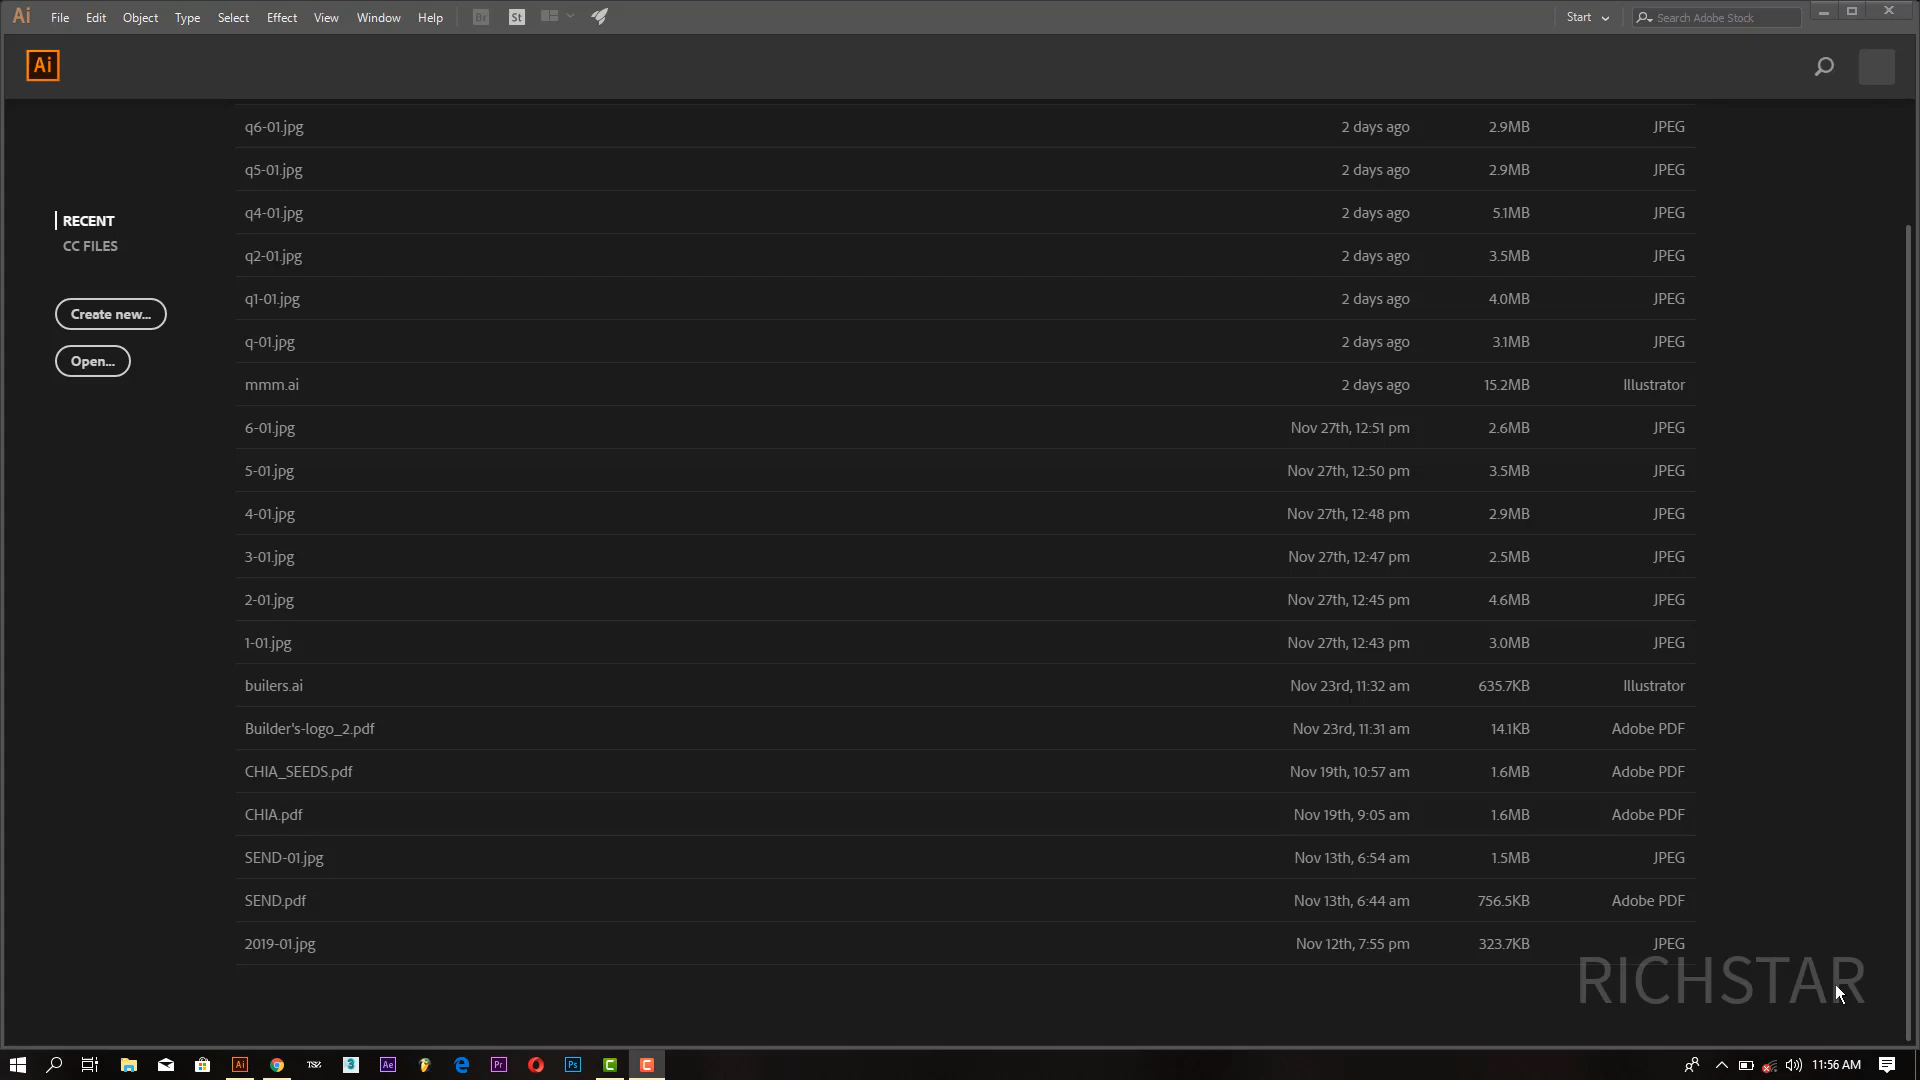 Ai File Edit Object Type Select Effect View Window Help Br St Start Search Adobe Stock
Ai
q6-01.jpg 2 days ago 2.9MB JPEG
q5-01.jpg 2 days ago 2.9MB JPEG
RECENT
CC FILES
Create new...
Open...
q4-01.jpg 2 days ago 5.1MB JPEG
q2-01.jpg 2 days ago 3.5MB JPEG
q1-01.jpg 2 days ago 4.0MB JPEG
q-01.jpg 2 days ago 3.1MB JPEG
mmm.ai 2 days ago 15.2MB Illustrator
6-01.jpg Nov 27th, 12:51 pm 2.6MB JPEG
5-01.jpg Nov 27th, 12:50 pm 3.5MB JPEG
4-01.jpg Nov 27th, 12:48 pm 2.9MB JPEG
3-01.jpg Nov 27th, 12:47 pm 2.5MB JPEG
2-01.jpg Nov 27th, 12:45 pm 4.6MB JPEG
1-01.jpg Nov 27th, 12:43 pm 3.0MB JPEG
builers.ai Nov 23rd, 11:32 am 635.7KB Illustrator
Builder's-logo_2.pdf Nov 23rd, 11:31 am 14.1KB Adobe PDF
CHIA_SEEDS.pdf Nov 19th, 10:57 am 1.6MB Adobe PDF
CHIA.pdf Nov 19th, 9:05 am 1.6MB Adobe PDF
SEND-01.jpg Nov 13th, 6:54 am 1.5MB JPEG
SEND.pdf Nov 13th, 6:44 am 756.5KB Adobe PDF
2019-01.jpg Nov 12th, 7:55 pm 323.7KB JPEG
RICHSTAR
Ai 3 Ae Pr Ps C C 11:56 AM